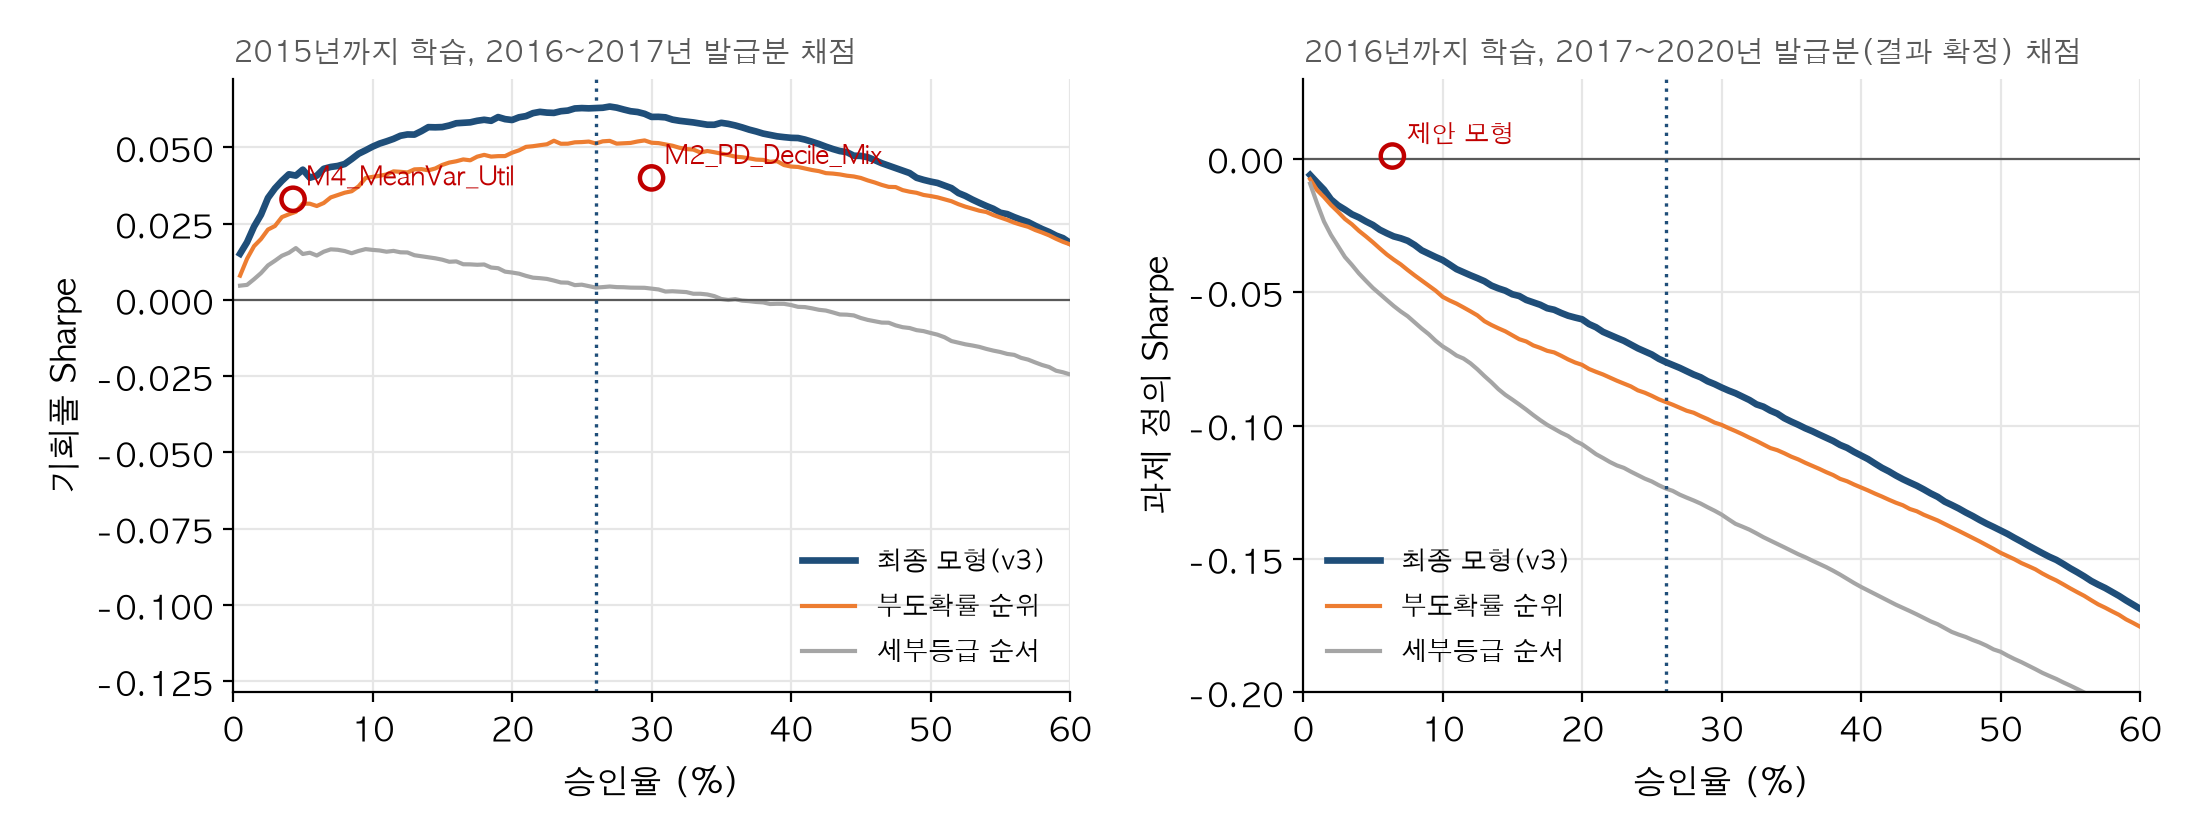 2015년까지 학습, 2016~2017년 발급분 채점
기회풀 Sharpe
0.050
0.025
0.000
-0.025
-0.050
-0.075
-0.100
-0.125
M4_MeanVar_Util
M2_PD_Decile_Mix
최종 모형(v3)
부도확률 순위
세부등급 순서
0 10 20 30 40 50 60
승인율 (%)
2016년까지 학습, 2017~2020년 발급분(결과 확정) 채점
과제 정의 Sharpe
0.00
-0.05
-0.10
-0.15
-0.20
제안 모형
최종 모형(v3)
부도확률 순위
세부등급 순서
0 10 20 30 40 50 60
승인율 (%)